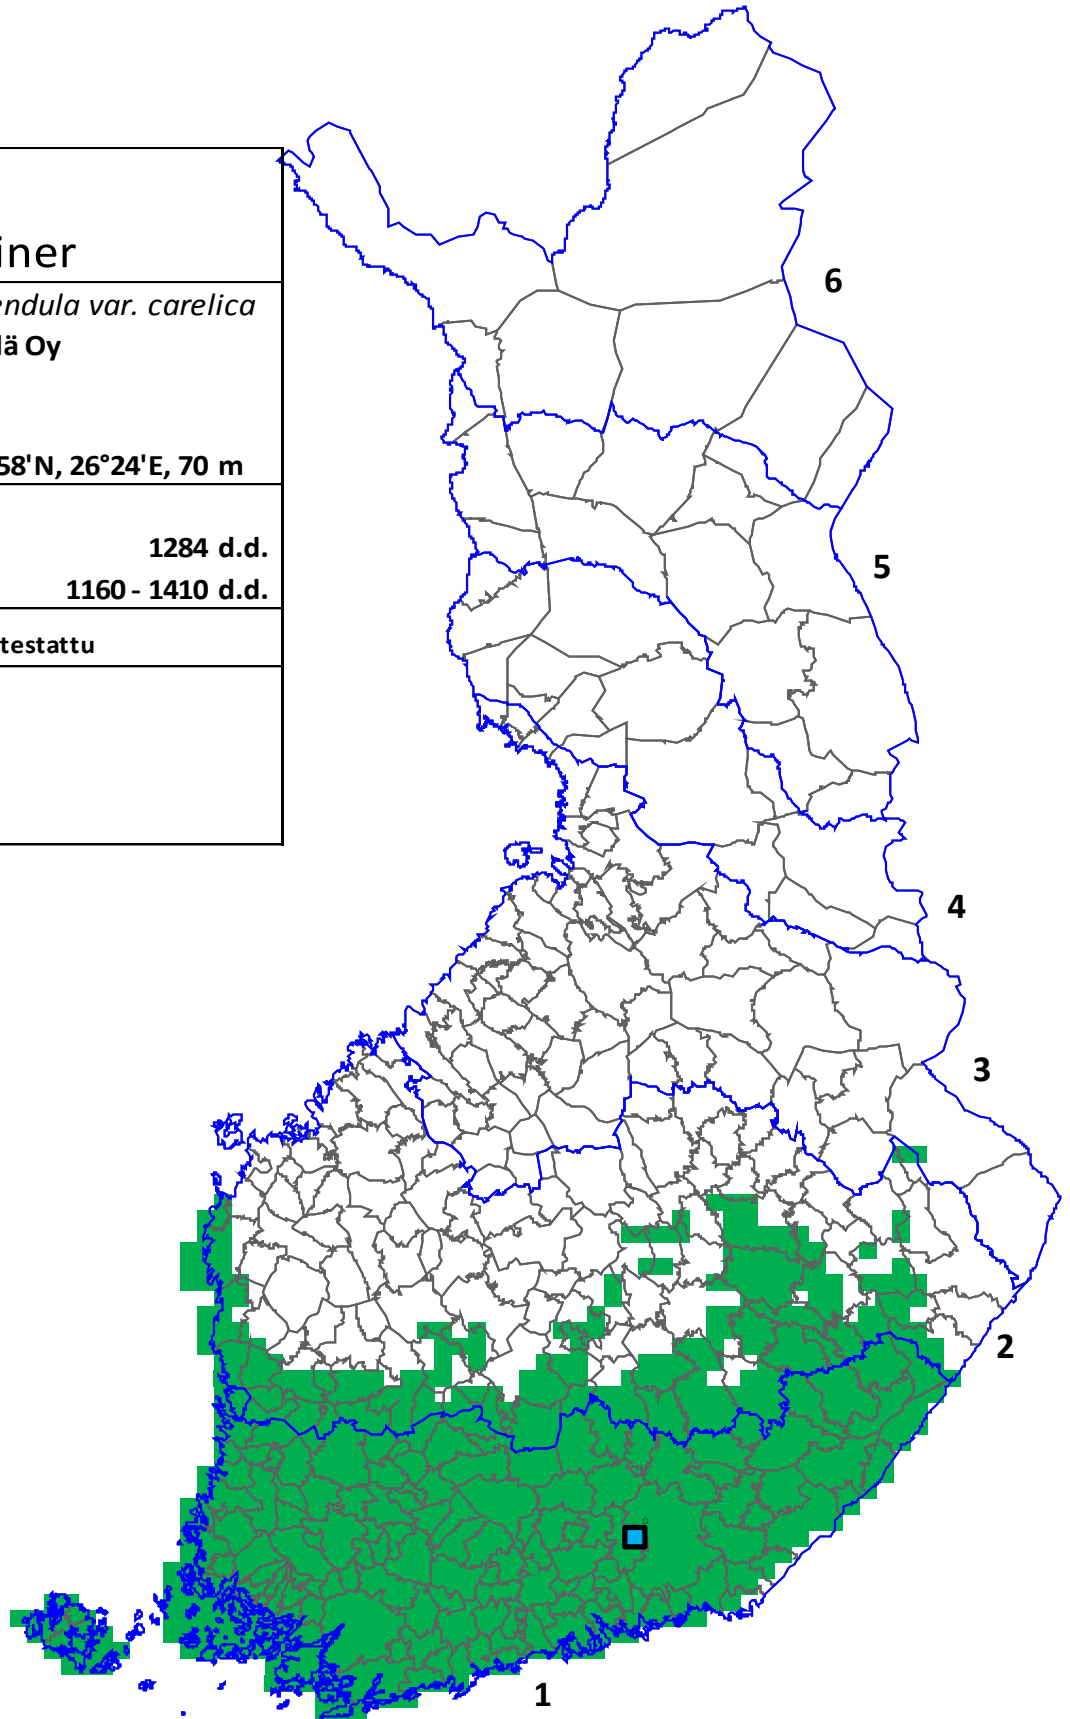 iner
endula var. carelica
lä Oy
58'N, 26°24'E, 70 m
1284 d.d.
1160 - 1410 d.d.
testattu
6
5
4
3
2
1